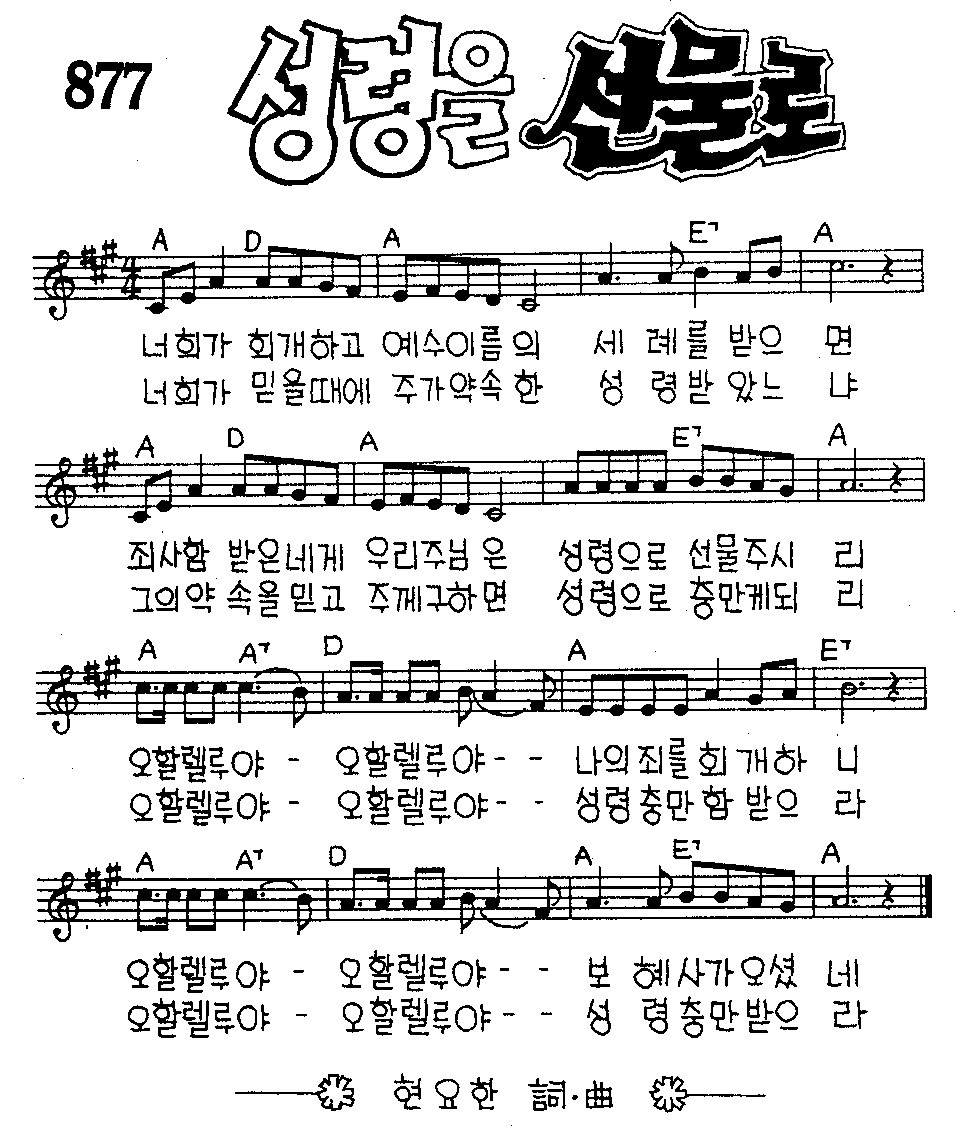 877 성령을 선물로
A D A E7 A
너희가 회개하고 예수이름의 세 례를 받으 면
너희가 믿을때에 주가약속한 성 령받 았느 냐
A D A E7 A
죄사함 받은네게 우리주님은 성령으로 선물주시 리
그의약 속을믿고 주께구하면 성령으로 충만케되 리
A A7 D A E7
오할렐루야 - 오할렐루야 - - 나의죄를 회개하 니
오할렐루야 - 오할렐루야 - - 성령충만함 받으 라
A A7 D A E7 A
오할렐루야 - 오할렐루야 - - 보 혜사가오셨 네
오할렐루야 - 오할렐루야 - - 성 령충만받으 라
현요한 詞·曲